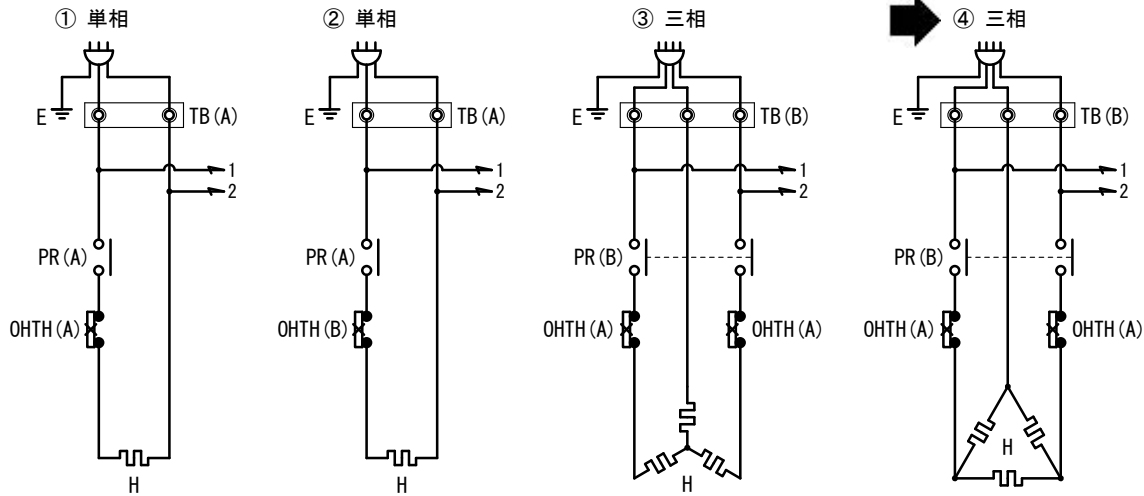 ① 単相
② 単相
③ 三相
④ 三相
E
TB(A)
E
TB(A)
E
TB(B)
E
TB(B)
1
2
1
2
1
2
1
2
PR(A)
PR(A)
PR(B)
PR(B)
OHTH(A)
OHTH(B)
OHTH(A)
OHTH(A)
OHTH(A)
OHTH(A)
H
H
H
H